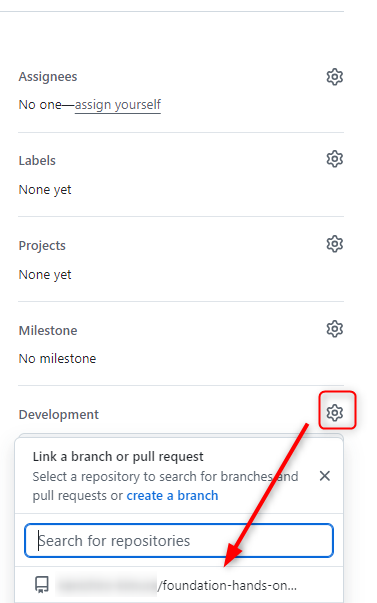 Assignees
No one—assign yourself
Labels
None yet
Projects
None yet
Milestone
No milestone
Development
Link a branch or pull request
Select a repository to search for branches and
pull requests or create a branch
Search for repositories
/foundation-hands-on...